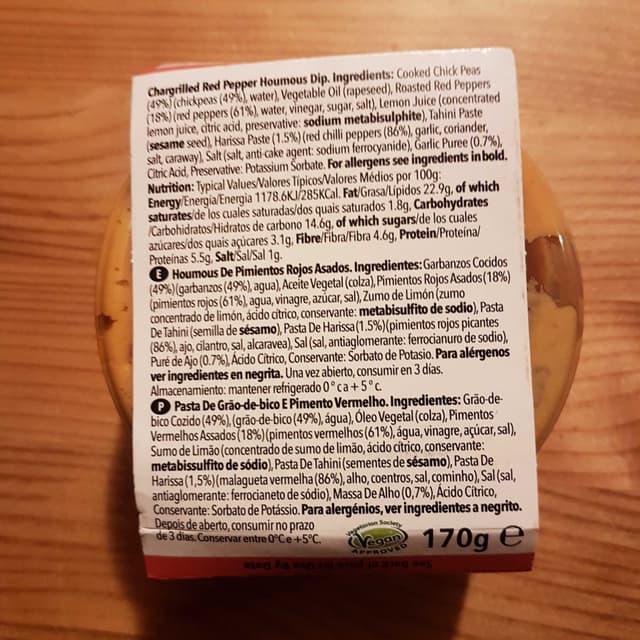 Chargrilled Red Pepper Houmous Dip. Ingredients: Cooked Chick Peas
(49%)(chickpeas (49%), water), Vegetable Oil (rapeseed), Roasted Red Peppers
(18%)(red peppers (61%), water, vinegar, sugar, salt), Lemon Juice (concentrated
lemon juice, citric acid, preservative: sodium metabisulphite), Tahini Paste
(sesame seed), Harissa Paste (1.5%)(red chilli peppers (86%), garlic, coriander,
salt, caraway), Salt (salt, anti-cake agent: sodium ferrocyanide), Garlic Puree (0.7%),
Citric Acid, Preservative: Potassium Sorbate. For allergens see ingredients in bold.
Nutrition: Typical Values/Valores Típicos/Valores Médios por 100g:
Energy/Energía/Energia 1178.6KJ/285KCal. Fat/Grasa/Lípidos 22.9g, of which
saturates/de los cuales saturadas/dos quais saturados 1.8g, Carbohydrates
/Carbohidratos/Hidratos de carbono 14.6g, of which sugars/de los cuales
azúcares/dos quais açúcares 3.1g, Fibre/Fibra/Fibra 4.6g, Protein/Proteína/
Proteínas 5.5g, Salt/Sal/Sal 1g.
E Houmous De Pimientos Rojos Asados. Ingredientes: Garbanzos Cocidos
(49%)(garbanzos (49%), agua), Aceite Vegetal (colza), Pimientos Rojos Asados (18%)
(pimientos rojos (61%), agua, vinagre, azúcar, sal), Zumo de Limón (zumo
concentrado de limón, ácido cítrico, conservante: metabisulfito de sodio), Pasta
De Tahini (semilla de sésamo), Pasta De Harissa (1.5%)(pimientos rojos picantes
(86%), ajo, cilantro, sal, alcaravea), Sal (sal, antiaglomerante: ferrocianuro de sodio),
Puré de Ajo (0.7%), Ácido Cítrico, Conservante: Sorbato de Potasio. Para alérgenos
ver ingredientes en negrita. Una vez abierto, consumir en 3 días.
Almacenamiento: mantener refrigerado 0°c a + 5°c.
P Pasta De Grão-de-bico E Pimento Vermelho. Ingredientes: Grão-de-
bico Cozido (49%), (grão-de-bico (49%), água), Óleo Vegetal (colza), Pimentos
Vermelhos Assados (18%)(pimentos vermelhos (61%), água, vinagre, açúcar, sal),
Sumo de Limão (concentrado de sumo de limão, ácido cítrico, conservante:
metabissulfito de sódio), Pasta De Tahini (sementes de sésamo), Pasta De
Harissa (1,5%)(malagueta vermelha (86%), alho, coentros, sal, cominho), Sal (sal,
antiaglomerante: ferrocianeto de sódio), Massa De Alho (0,7%), Ácido Cítrico,
Conservante: Sorbato de Potássio. Para alergénios, ver ingredientes a negrito.
Depois de aberto, consumir no prazo
de 3 dias. Conservar entre 0°C e +5°C.
Vegetarian Society
Vegan
APPROVED
170g e
See back of pack for Use By Date